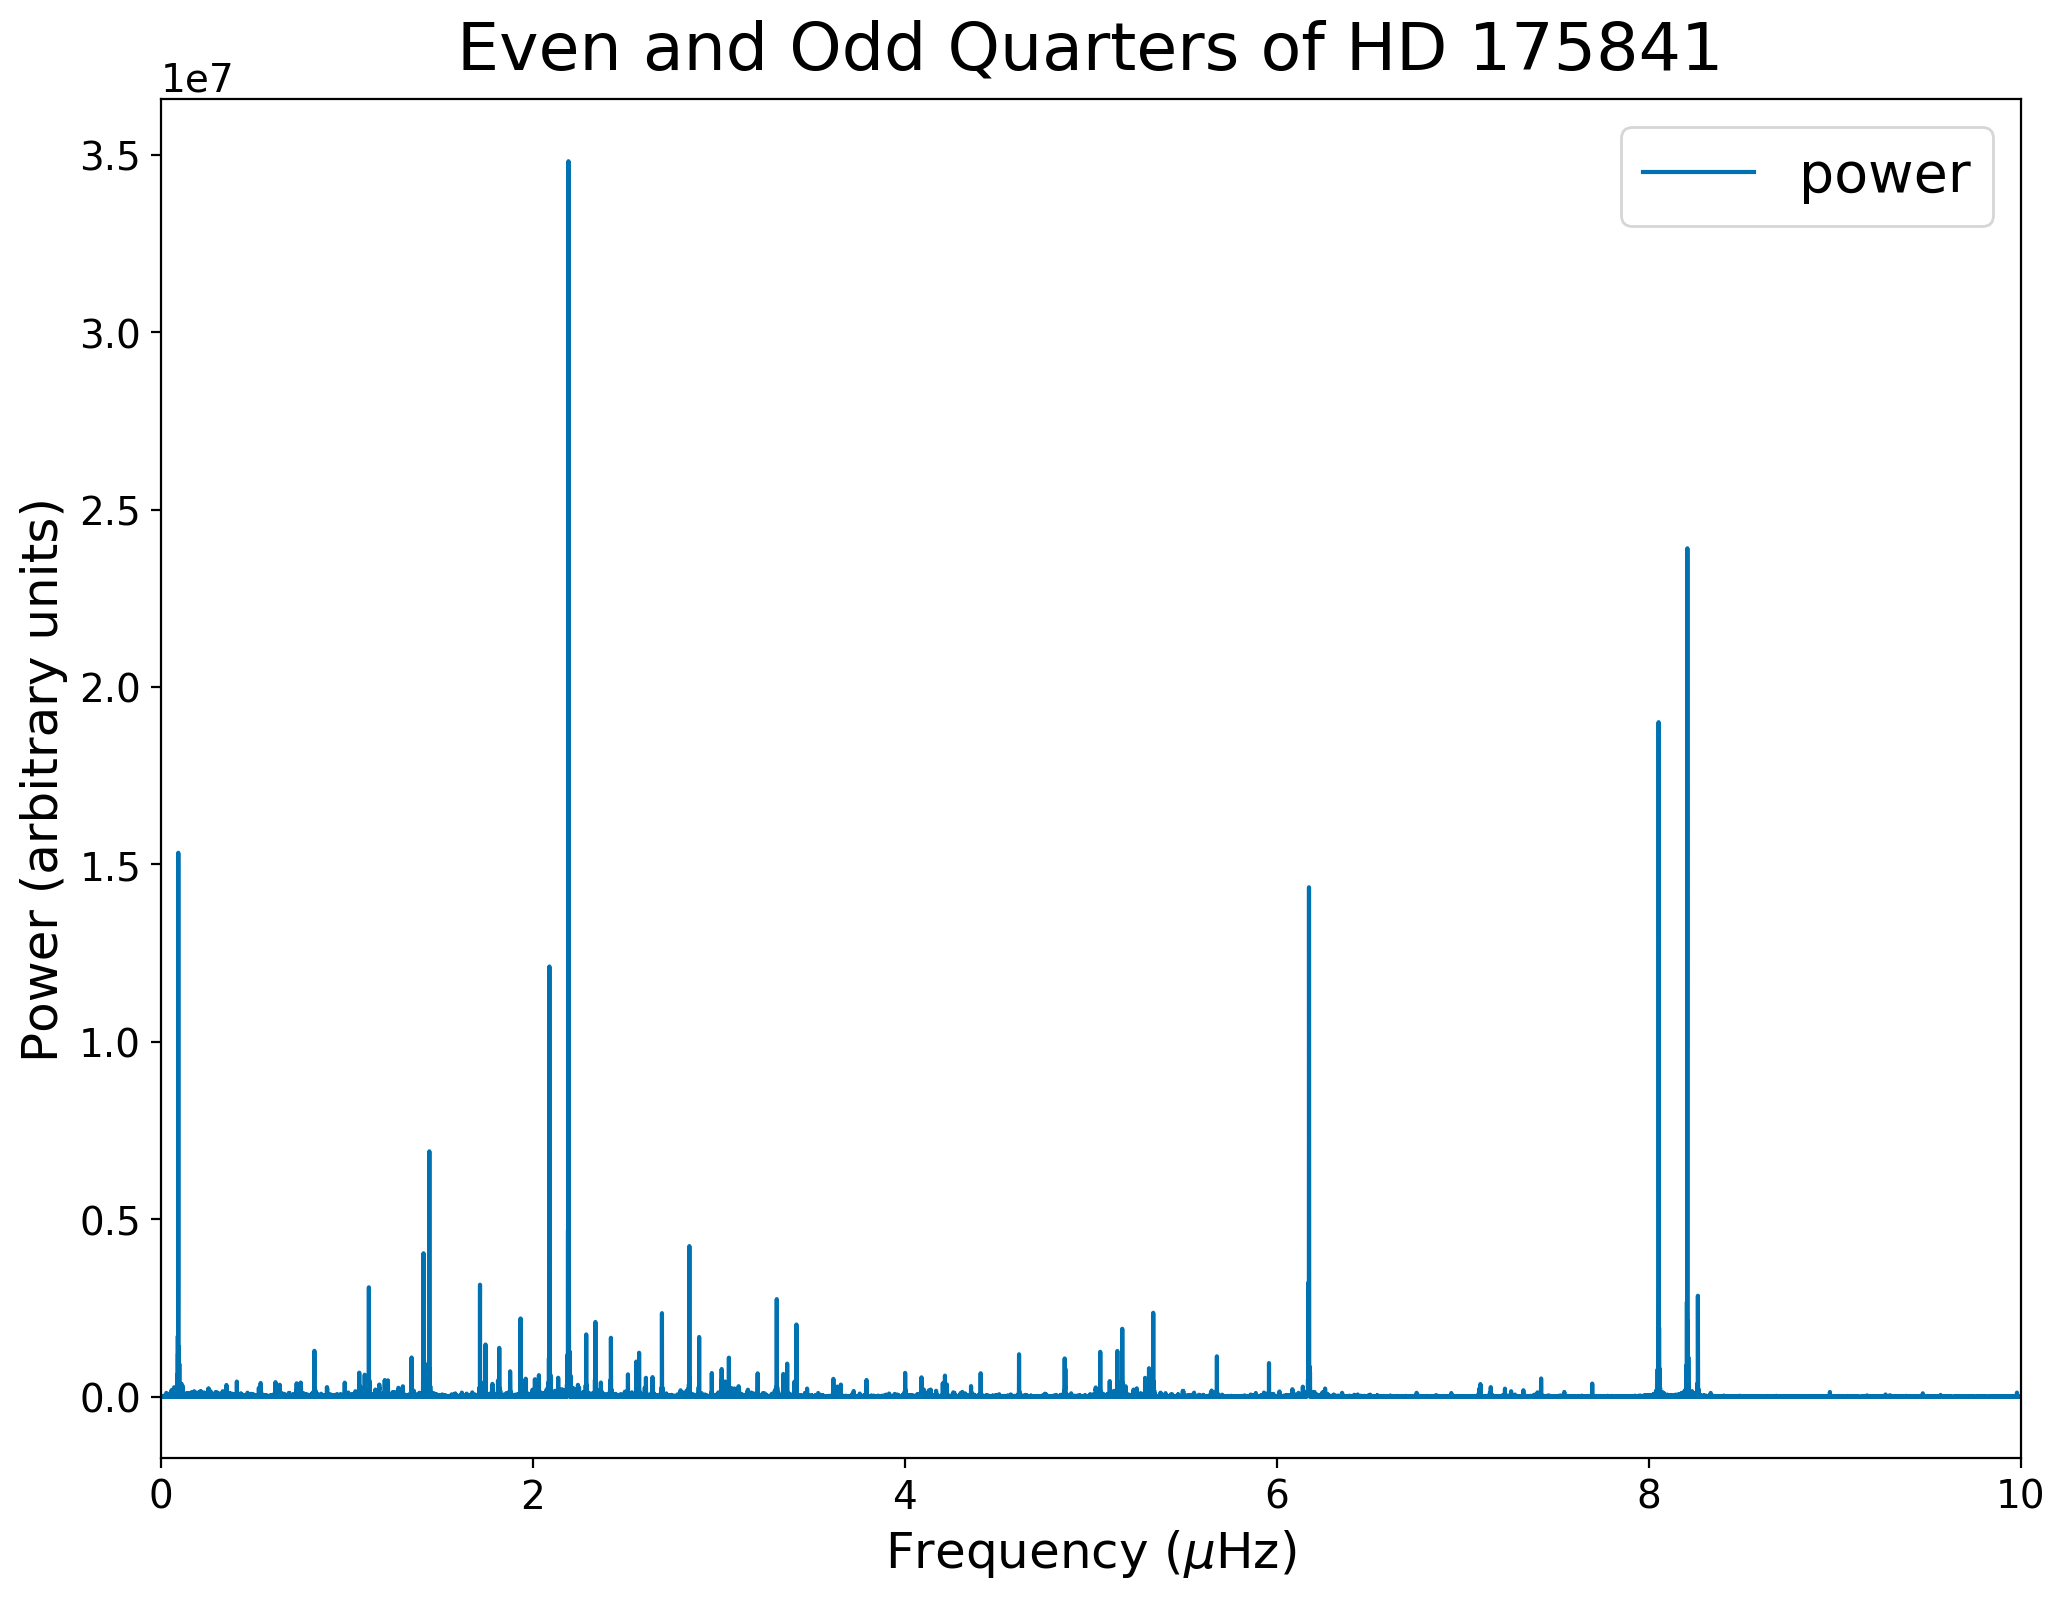 Even and Odd Quarters of HD 175841
1e7
power
3.5
3.0
2.5
2.0
1.5
1.0
0.5
0.0
Power (arbitrary units)
0 2 4 6 8 10
Frequency (μHz)